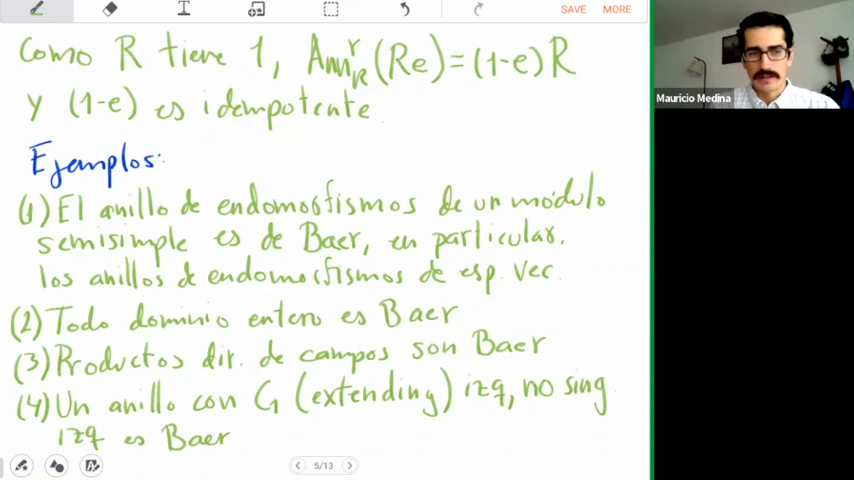 SAVE MORE
Como R tiene 1, Ann^r_R(Re)=(1-e)R
y (1-e) es idempotente
Ejemplos:
(1) El anillo de endomorfismos de un módulo
semisimple es de Baer, en particular,
los anillos de endomorfismos de esp. vec.
(2) Todo dominio entero es Baer
(3) Productos dir. de campos son Baer
(4) Un anillo con C₁ (extending) izq, no sing
izq es Baer
5/13
Mauricio Medina